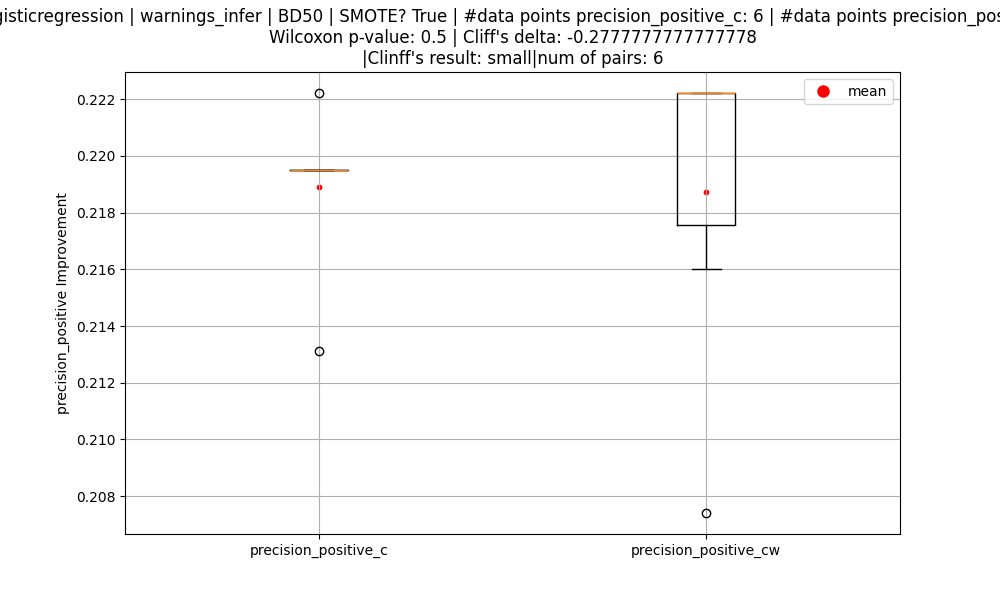 gisticregression | warnings_infer | BD50 | SMOTE? True | #data points precision_positive_c: 6 | #data points precision_pos
Wilcoxon p-value: 0.5 | Cliff's delta: -0.2777777777777778
|Clinff's result: small|num of pairs: 6
mean
0.222
0.220
0.218
0.216
0.214
0.212
0.210
0.208
precision_positive Improvement
precision_positive_c
precision_positive_cw